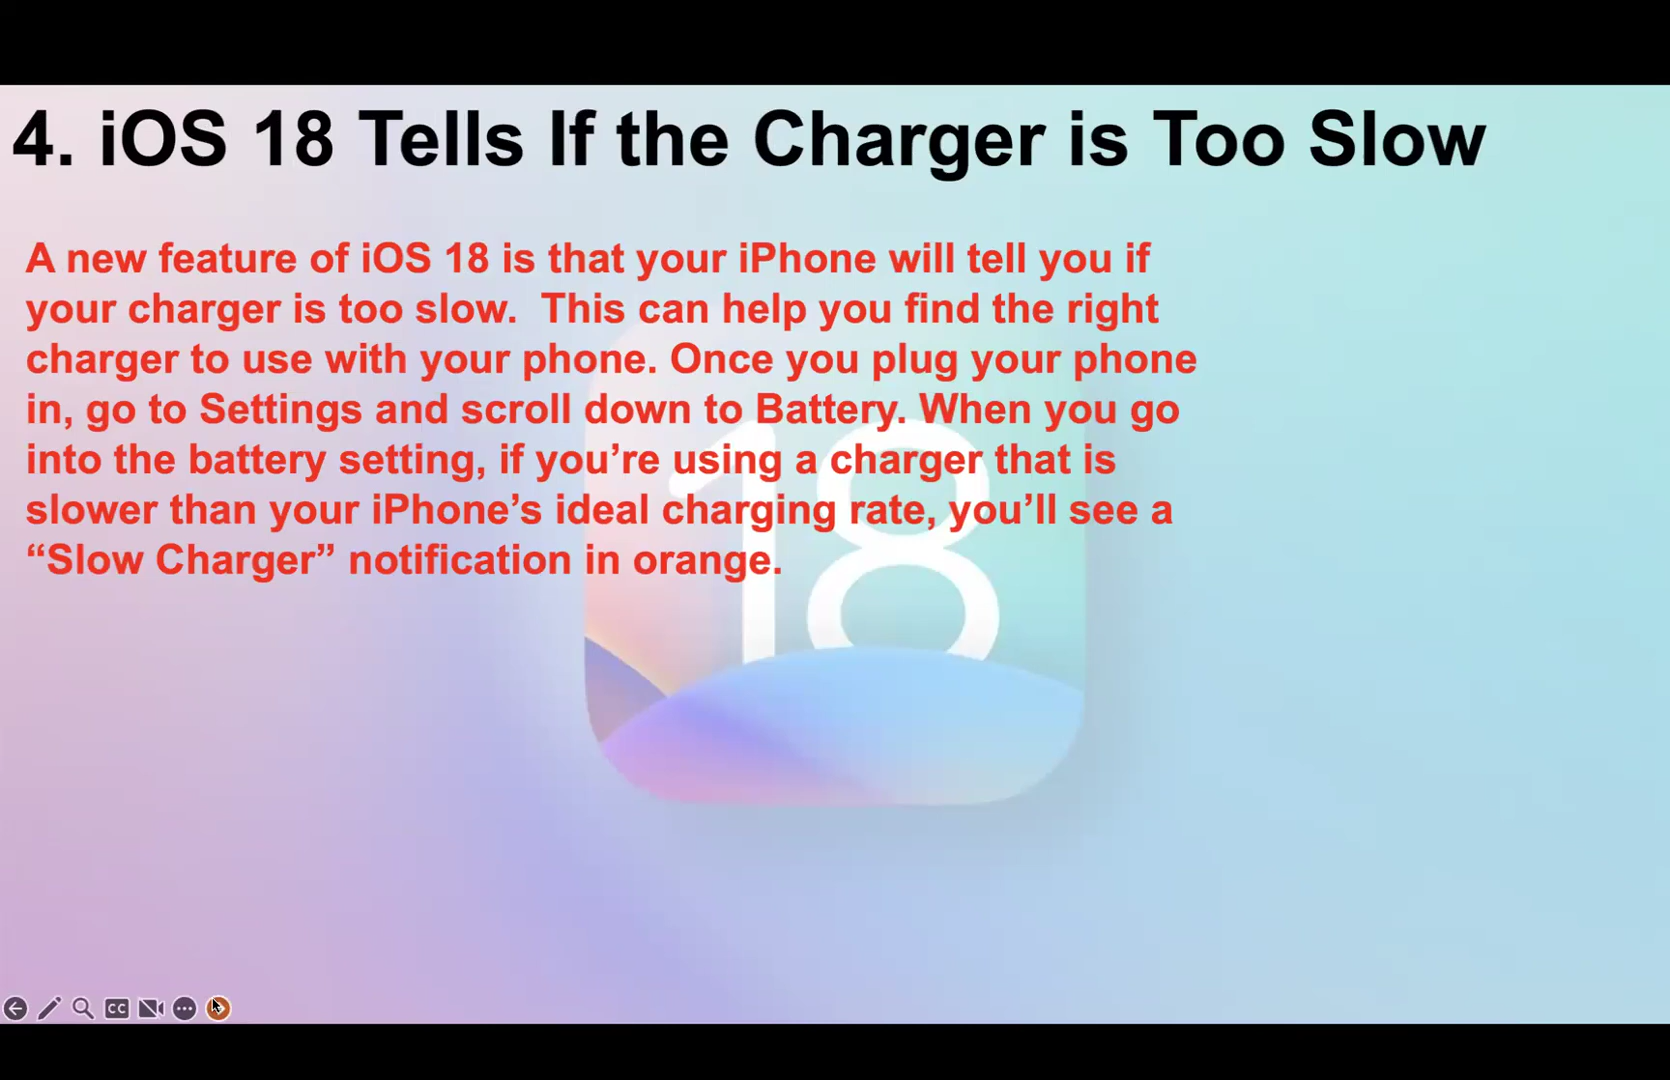 4. iOS 18 Tells If the Charger is Too Slow
A new feature of iOS 18 is that your iPhone will tell you if
your charger is too slow.  This can help you find the right
charger to use with your phone. Once you plug your phone
in, go to Settings and scroll down to Battery. When you go
into the battery setting, if you’re using a charger that is
slower than your iPhone’s ideal charging rate, you’ll see a
“Slow Charger” notification in orange.
18
CC